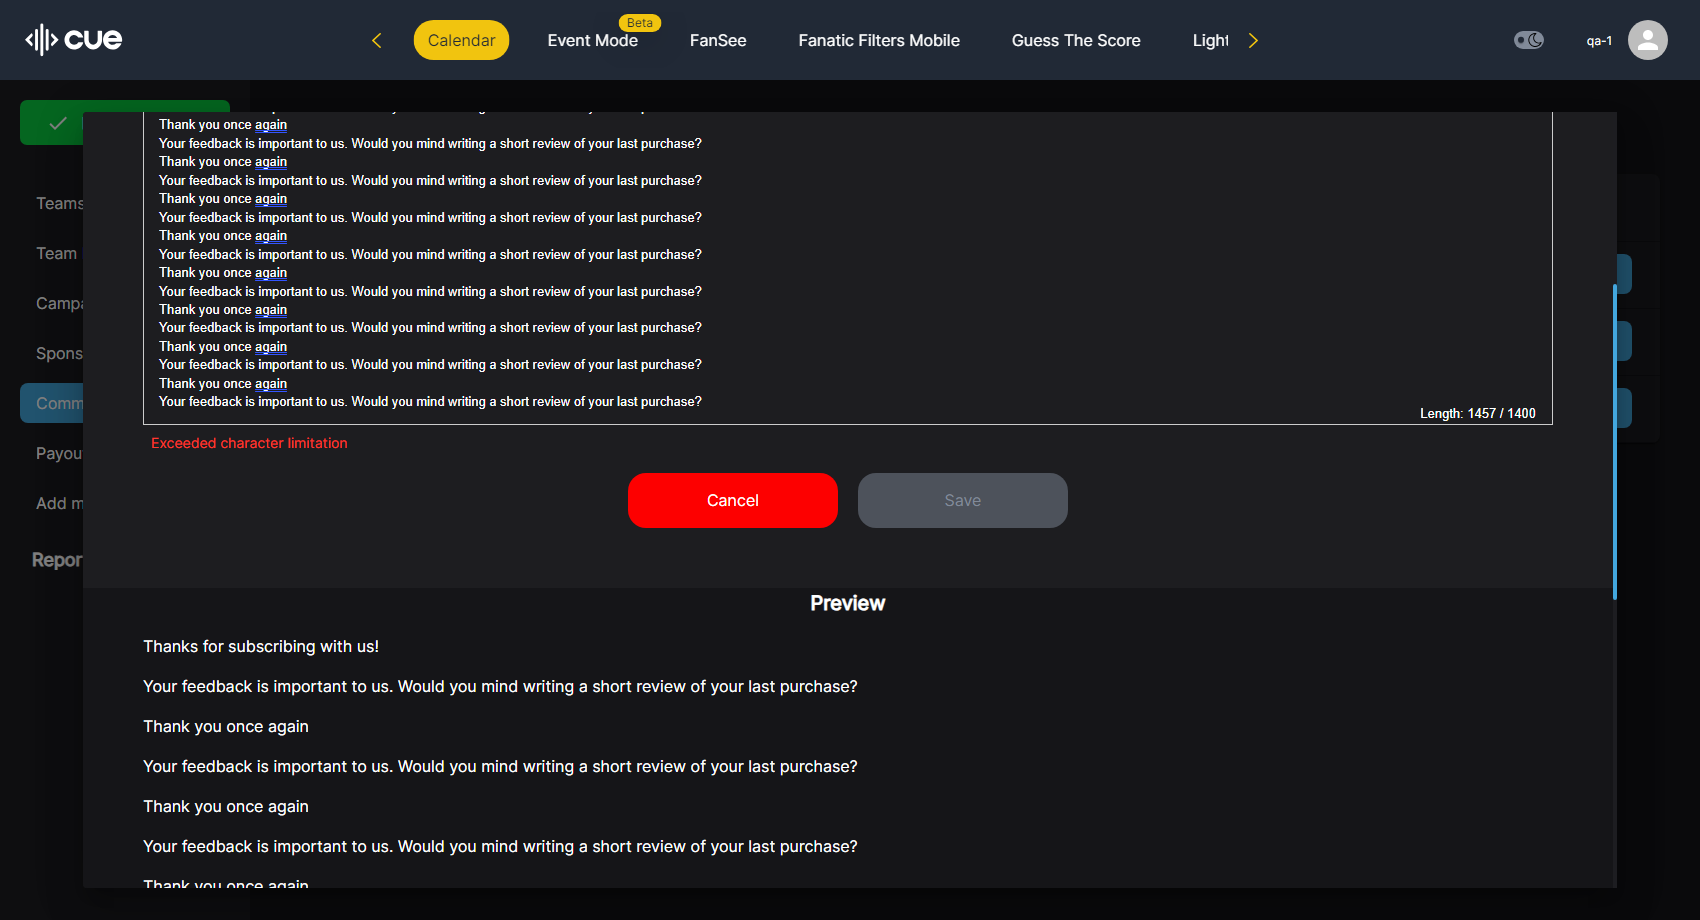 cue
Calendar
Event Mode
Beta
FanSee
Fanatic Filters Mobile
Guess The Score
Light
qa-1
Teams
Team
Campa
Spons
Comm
Payou
Add m
Repor
Thank you once again
Your feedback is important to us. Would you mind writing a short review of your last purchase?
Thank you once again
Your feedback is important to us. Would you mind writing a short review of your last purchase?
Thank you once again
Your feedback is important to us. Would you mind writing a short review of your last purchase?
Thank you once again
Your feedback is important to us. Would you mind writing a short review of your last purchase?
Thank you once again
Your feedback is important to us. Would you mind writing a short review of your last purchase?
Thank you once again
Your feedback is important to us. Would you mind writing a short review of your last purchase?
Thank you once again
Your feedback is important to us. Would you mind writing a short review of your last purchase?
Thank you once again
Your feedback is important to us. Would you mind writing a short review of your last purchase?
Length: 1457 / 1400
Exceeded character limitation
Cancel
Save
Preview
Thanks for subscribing with us!
Your feedback is important to us. Would you mind writing a short review of your last purchase?
Thank you once again
Your feedback is important to us. Would you mind writing a short review of your last purchase?
Thank you once again
Your feedback is important to us. Would you mind writing a short review of your last purchase?
Thank you once again